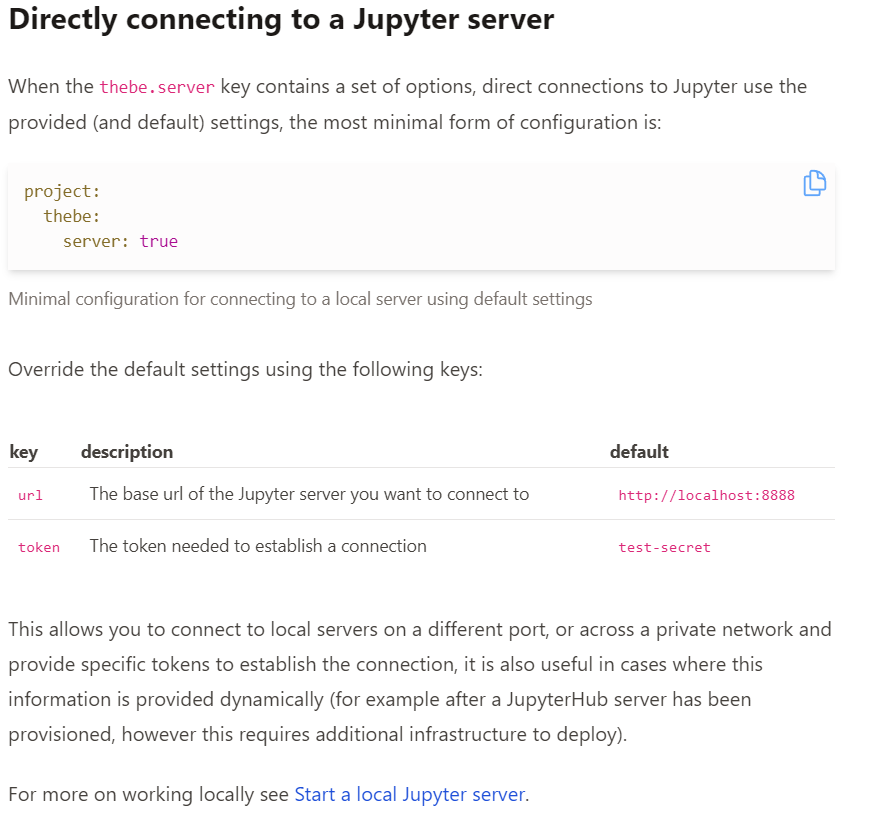 Directly connecting to a Jupyter server
When the thebe.server key contains a set of options, direct connections to Jupyter use the
provided (and default) settings, the most minimal form of configuration is:
project:
  thebe:
    server: true
Minimal configuration for connecting to a local server using default settings
Override the default settings using the following keys:
key description default
url The base url of the Jupyter server you want to connect to http://localhost:8888
token The token needed to establish a connection test-secret
This allows you to connect to local servers on a different port, or across a private network and
provide specific tokens to establish the connection, it is also useful in cases where this
information is provided dynamically (for example after a JupyterHub server has been
provisioned, however this requires additional infrastructure to deploy).
For more on working locally see Start a local Jupyter server.